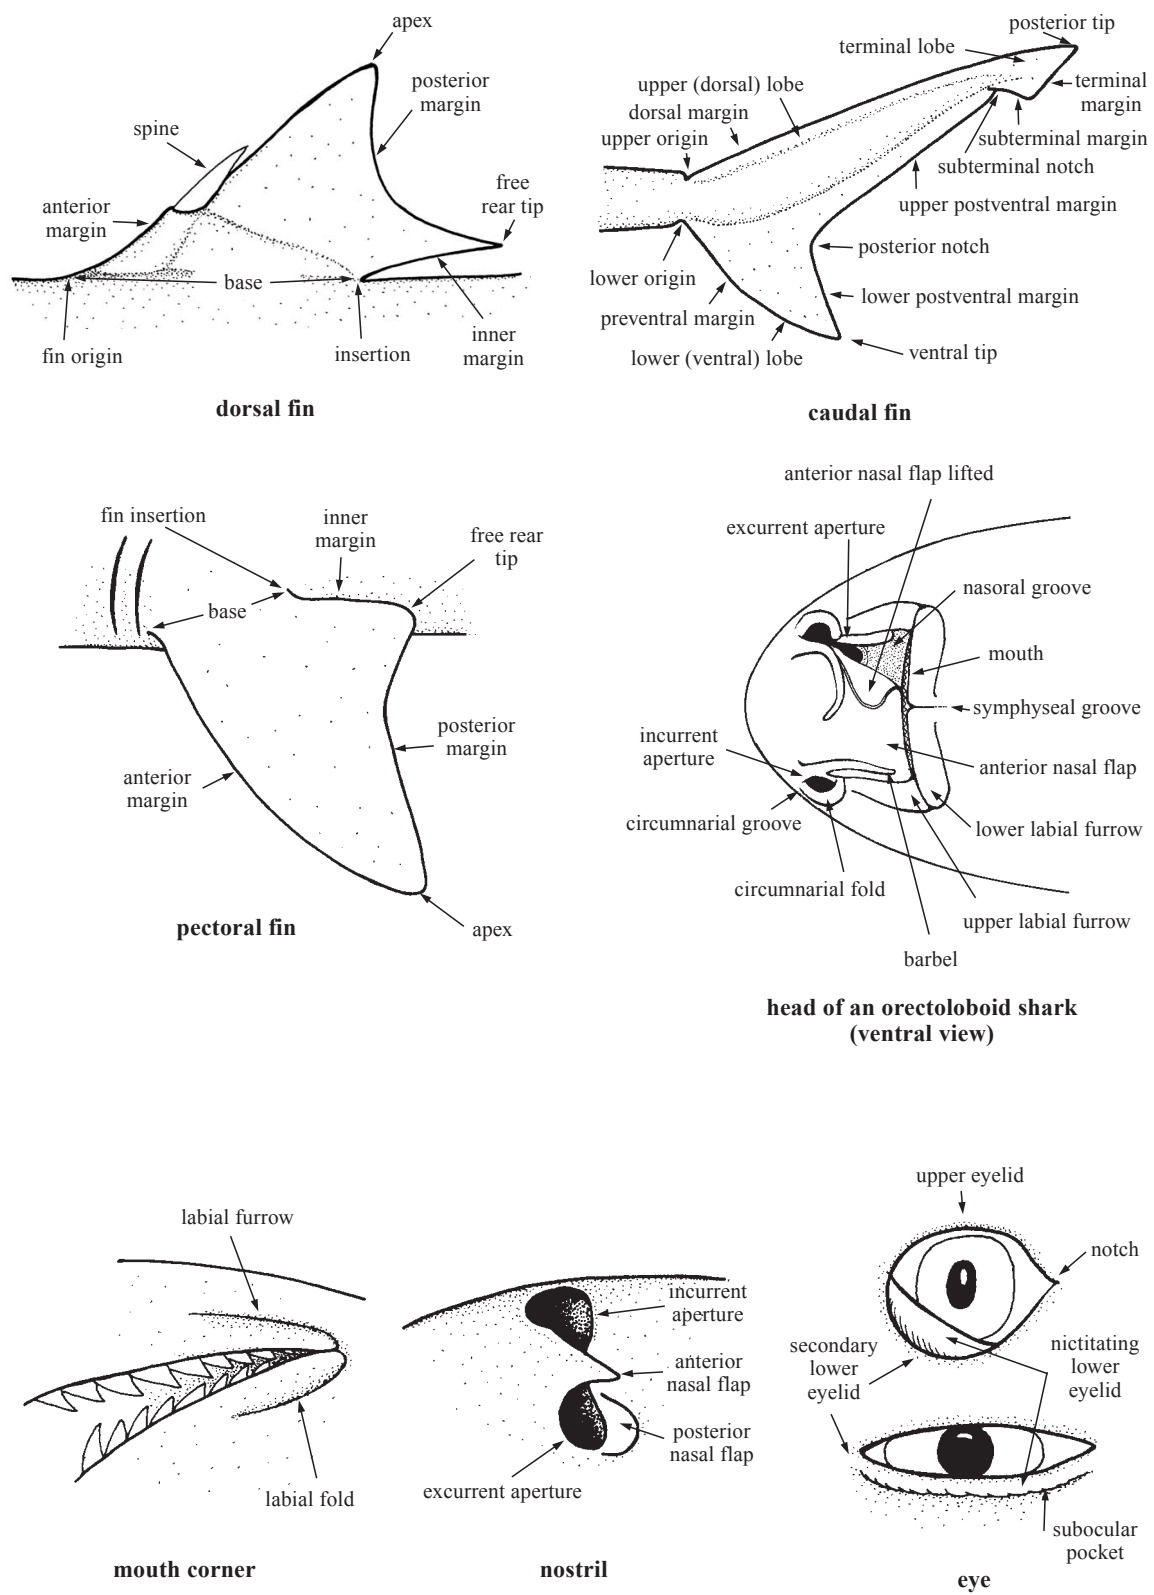 apex
posterior
margin
spine
free
rear tip
anterior
margin
base
fin origin
insertion
inner
margin
dorsal fin
posterior tip
terminal lobe
upper (dorsal) lobe
terminal
margin
dorsal margin
upper origin
subterminal margin
subterminal notch
upper postventral margin
posterior notch
lower origin
lower postventral margin
preventral margin
lower (ventral) lobe
ventral tip
caudal fin
fin insertion
inner
margin
free rear
tip
base
posterior
margin
anterior
margin
pectoral fin
apex
anterior nasal flap lifted
excurrent aperture
nasoral groove
mouth
symphyseal groove
incurrent
aperture
anterior nasal flap
circumnarial groove
lower labial furrow
circumnarial fold
upper labial furrow
barbel
head of an orectoloboid shark
(ventral view)
labial furrow
labial fold
mouth corner
incurrent
aperture
anterior
nasal flap
posterior
nasal flap
excurrent aperture
nostril
upper eyelid
notch
secondary
lower
eyelid
nictitating
lower
eyelid
subocular
pocket
eye